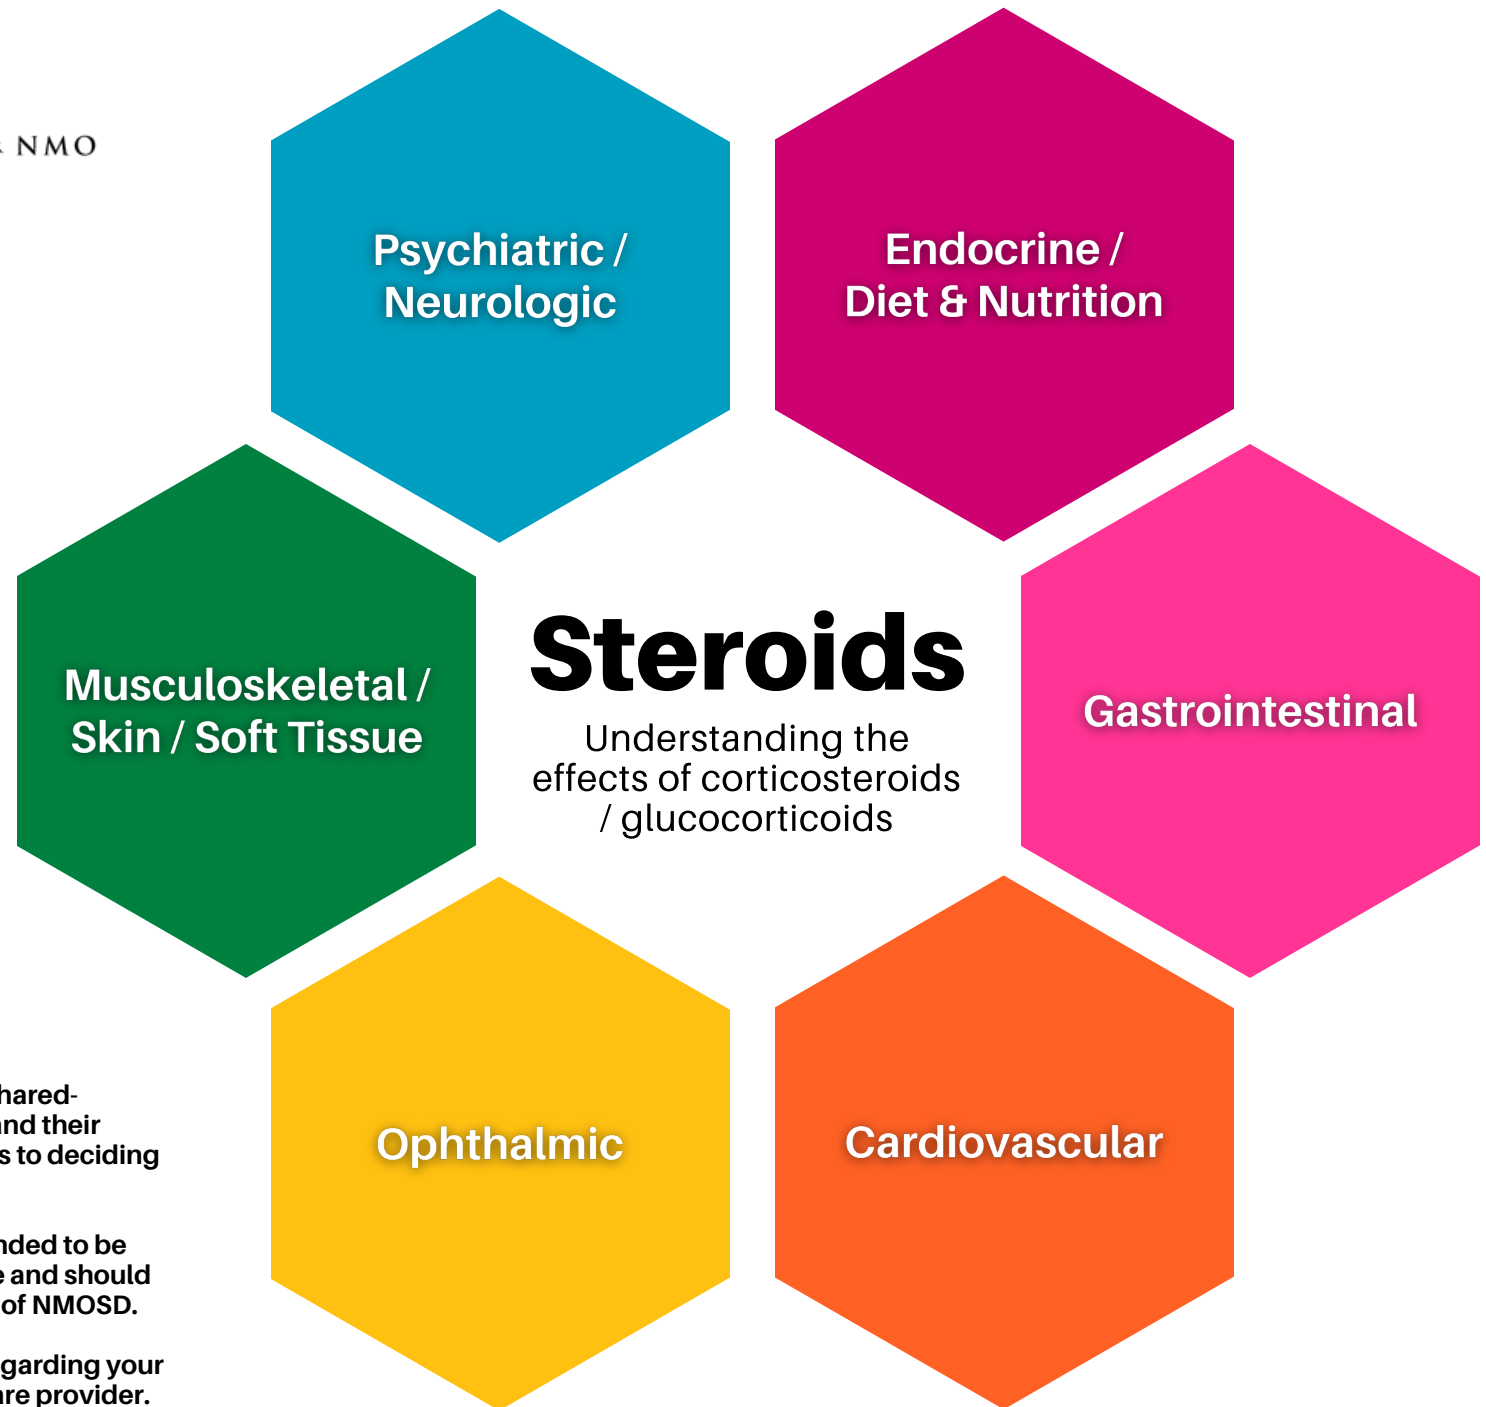 NMO
Psychiatric /
Neurologic
Endocrine /
Diet & Nutrition
Musculoskeletal /
Skin / Soft Tissue
Steroids
Understanding the
effects of corticosteroids
/ glucocorticoids
Gastrointestinal
Ophthalmic
Cardiovascular
hared-
nd their
s to deciding
nded to be
e and should
of NMOSD.
garding your
are provider.